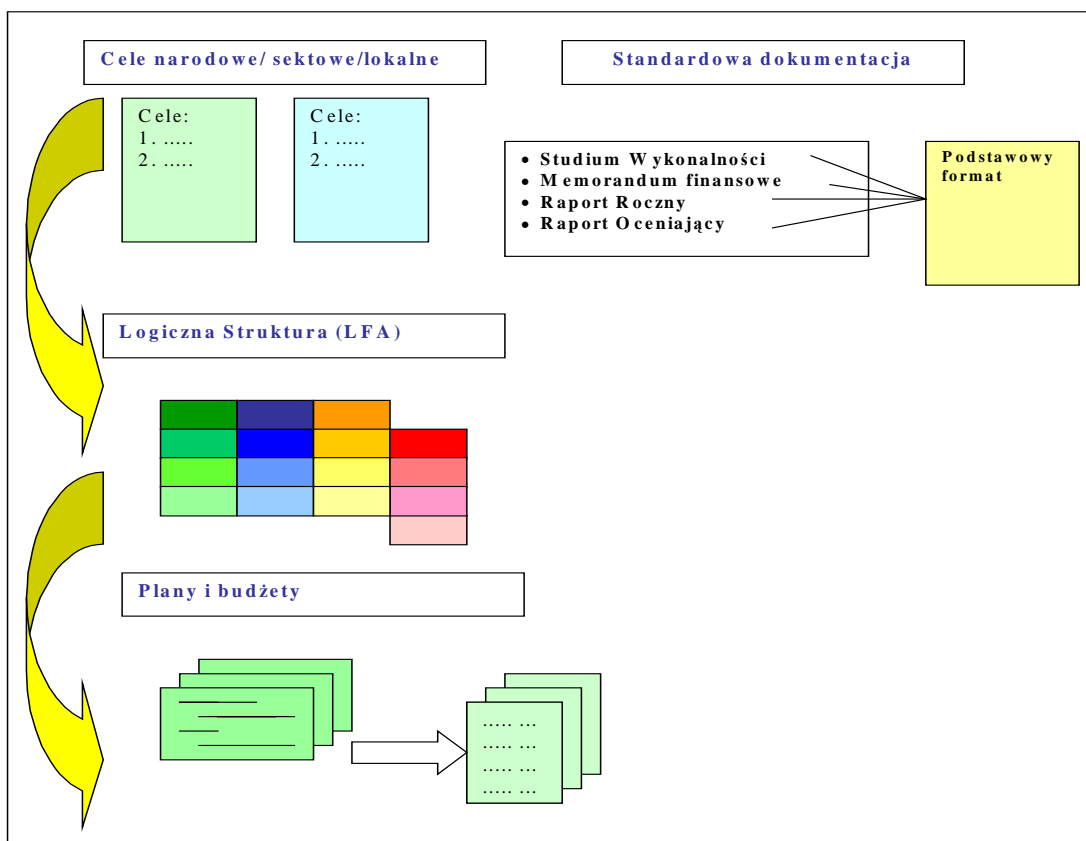 Cele narodowe/ sektowe/lokalne
Standardowa dokumentacja
Cele:
1. .....
2. .....
Cele:
1. .....
2. .....
• Studium Wykonalności
• Memorandum finansowe
• Raport Roczny
• Raport Oceniający
Podstawowy
format
Logiczna Struktura (LFA)
Plany i budżety
..... ...
..... ...
..... ...
..... ...